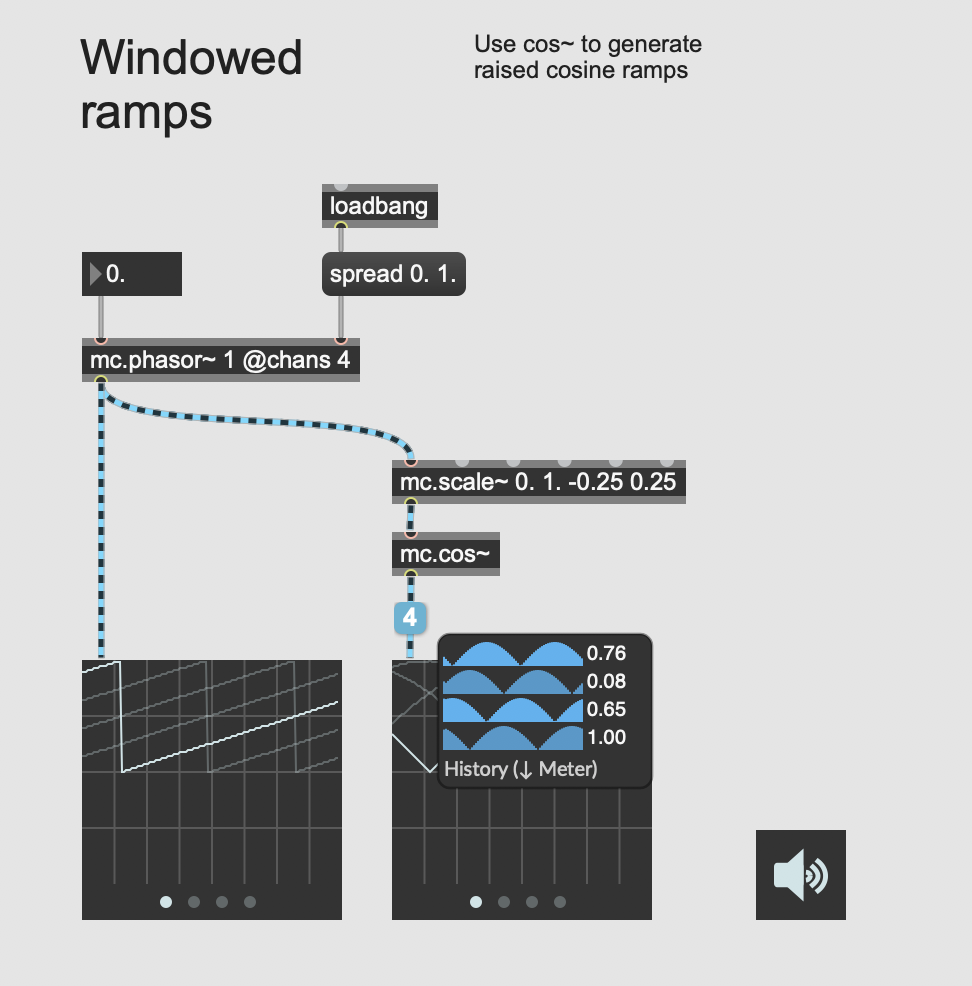 Windowed
ramps
Use cos~ to generate
raised cosine ramps
loadbang
0.
spread 0. 1.
mc.phasor~ 1 @chans 4
mc.scale~ 0. 1. -0.25 0.25
mc.cos~
4
0.76
0.08
0.65
1.00
History (↓ Meter)